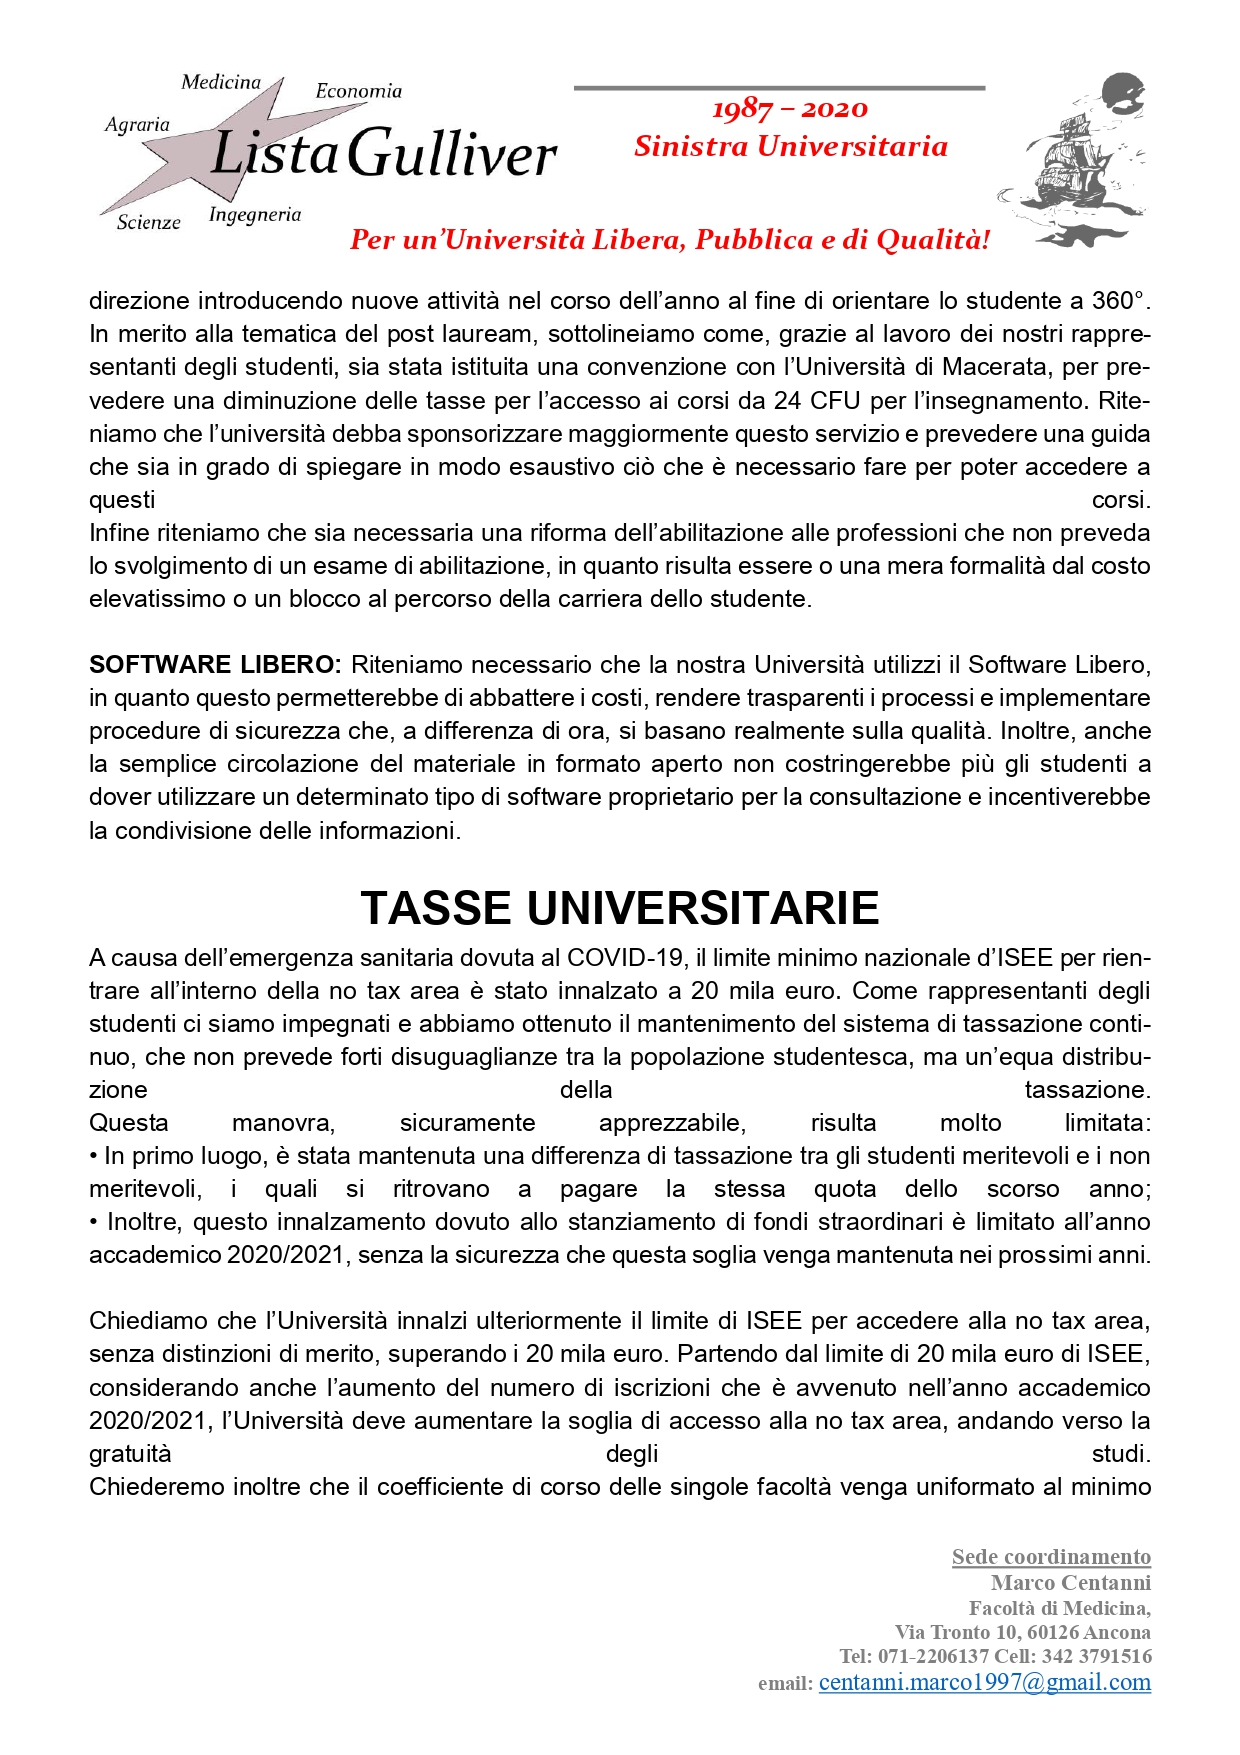 Medicina
Economia
Agraria
Lista Gulliver
Scienze
Ingegneria
1987 – 2020
Sinistra Universitaria
Per un’Università Libera, Pubblica e di Qualità!
direzione introducendo nuove attività nel corso dell’anno al fine di orientare lo studente a 360°.
In merito alla tematica del post lauream, sottolineiamo come, grazie al lavoro dei nostri rappre-
sentanti degli studenti, sia stata istituita una convenzione con l’Università di Macerata, per pre-
vedere una diminuzione delle tasse per l’accesso ai corsi da 24 CFU per l’insegnamento. Rite-
niamo che l’università debba sponsorizzare maggiormente questo servizio e prevedere una guida
che sia in grado di spiegare in modo esaustivo ciò che è necessario fare per poter accedere a
questi corsi.
Infine riteniamo che sia necessaria una riforma dell’abilitazione alle professioni che non preveda
lo svolgimento di un esame di abilitazione, in quanto risulta essere o una mera formalità dal costo
elevatissimo o un blocco al percorso della carriera dello studente.
SOFTWARE LIBERO: Riteniamo necessario che la nostra Università utilizzi il Software Libero,
in quanto questo permetterebbe di abbattere i costi, rendere trasparenti i processi e implementare
procedure di sicurezza che, a differenza di ora, si basano realmente sulla qualità. Inoltre, anche
la semplice circolazione del materiale in formato aperto non costringerebbe più gli studenti a
dover utilizzare un determinato tipo di software proprietario per la consultazione e incentiverebbe
la condivisione delle informazioni.
TASSE UNIVERSITARIE
A causa dell’emergenza sanitaria dovuta al COVID-19, il limite minimo nazionale d’ISEE per rien-
trare all’interno della no tax area è stato innalzato a 20 mila euro. Come rappresentanti degli
studenti ci siamo impegnati e abbiamo ottenuto il mantenimento del sistema di tassazione conti-
nuo, che non prevede forti disuguaglianze tra la popolazione studentesca, ma un’equa distribu-
zione della tassazione.
Questa manovra, sicuramente apprezzabile, risulta molto limitata:
• In primo luogo, è stata mantenuta una differenza di tassazione tra gli studenti meritevoli e i non
meritevoli, i quali si ritrovano a pagare la stessa quota dello scorso anno;
• Inoltre, questo innalzamento dovuto allo stanziamento di fondi straordinari è limitato all’anno
accademico 2020/2021, senza la sicurezza che questa soglia venga mantenuta nei prossimi anni.
Chiediamo che l’Università innalzi ulteriormente il limite di ISEE per accedere alla no tax area,
senza distinzioni di merito, superando i 20 mila euro. Partendo dal limite di 20 mila euro di ISEE,
considerando anche l’aumento del numero di iscrizioni che è avvenuto nell’anno accademico
2020/2021, l’Università deve aumentare la soglia di accesso alla no tax area, andando verso la
gratuità degli studi.
Chiederemo inoltre che il coefficiente di corso delle singole facoltà venga uniformato al minimo
Sede coordinamento
Marco Centanni
Facoltà di Medicina,
Via Tronto 10, 60126 Ancona
Tel: 071-2206137 Cell: 342 3791516
email: centanni.marco1997@gmail.com